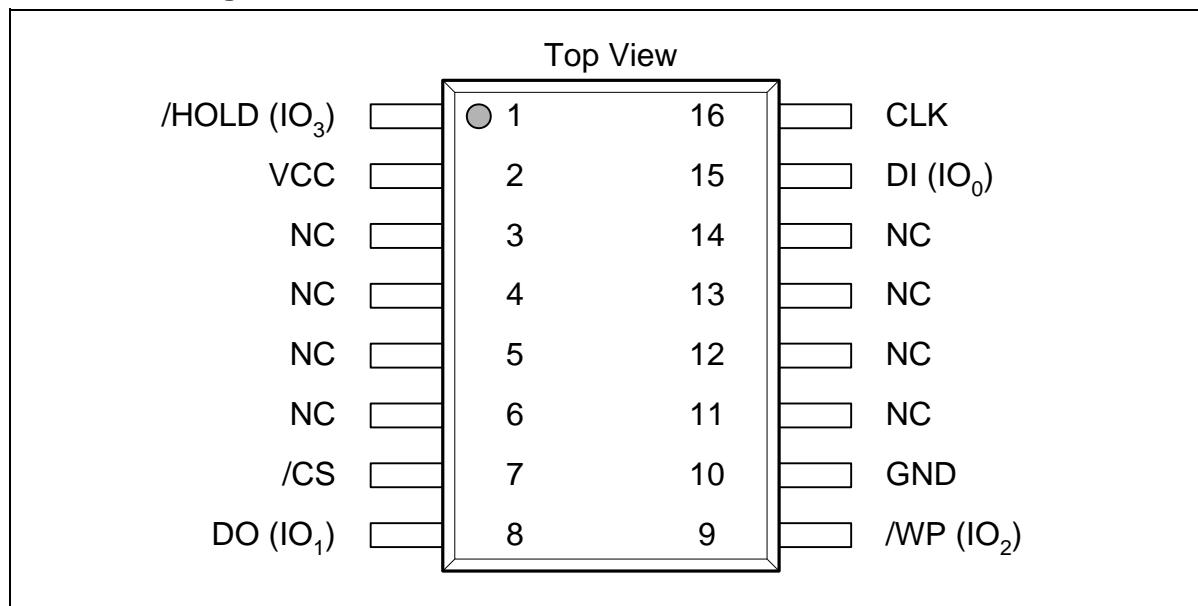 Top View
/HOLD (IO3) 1 16 CLK
VCC 2 15 DI (IO0)
NC 3 14 NC
NC 4 13 NC
NC 5 12 NC
NC 6 11 NC
/CS 7 10 GND
DO (IO1) 8 9 /WP (IO2)